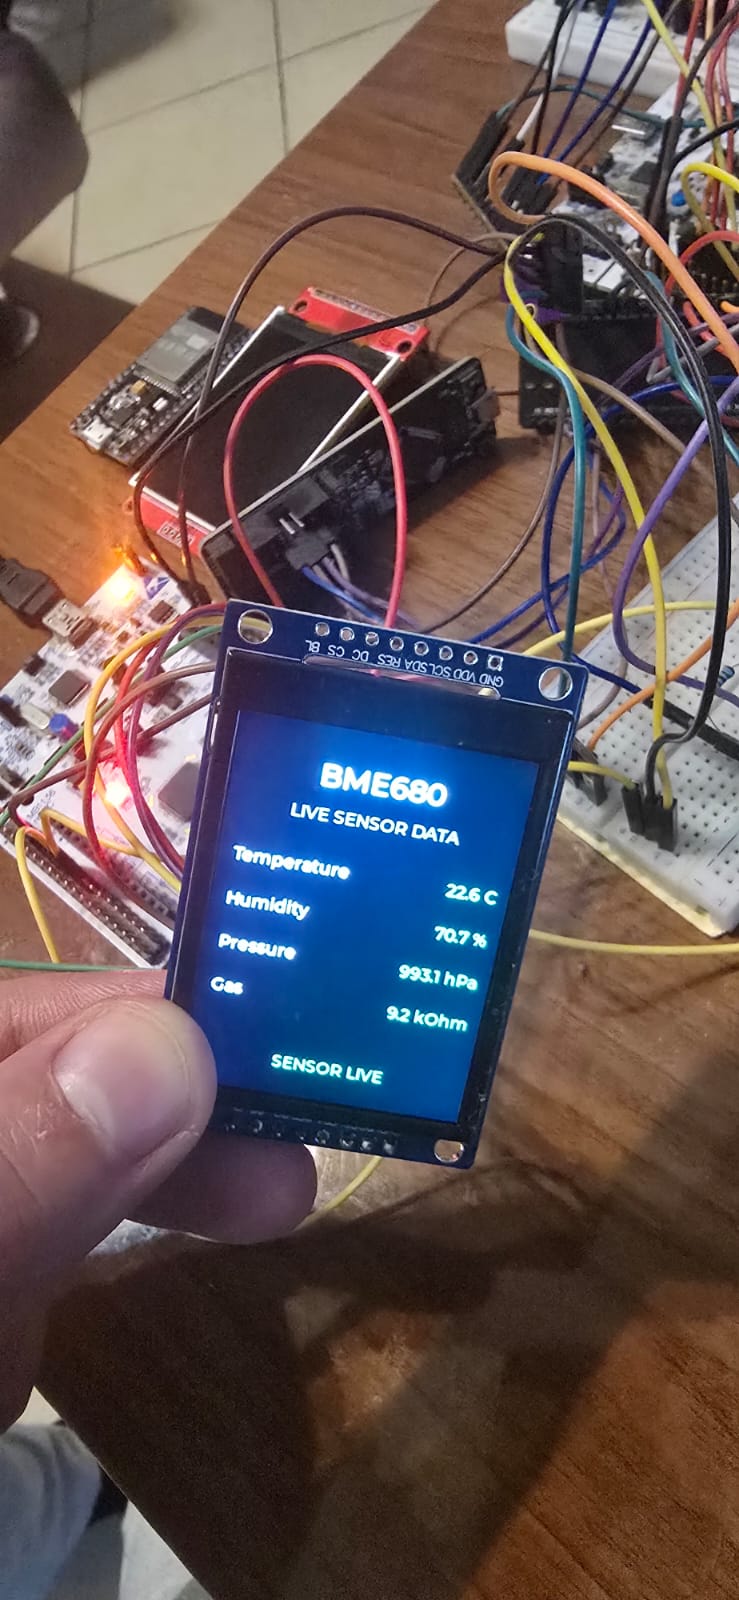 GND VDD SCL SDA RES DC CS BL
BME680
LIVE SENSOR DATA
Temperature 22.6 C
Humidity 70.7 %
Pressure 993.1 hPa
Gas 9.2 kOhm
SENSOR LIVE